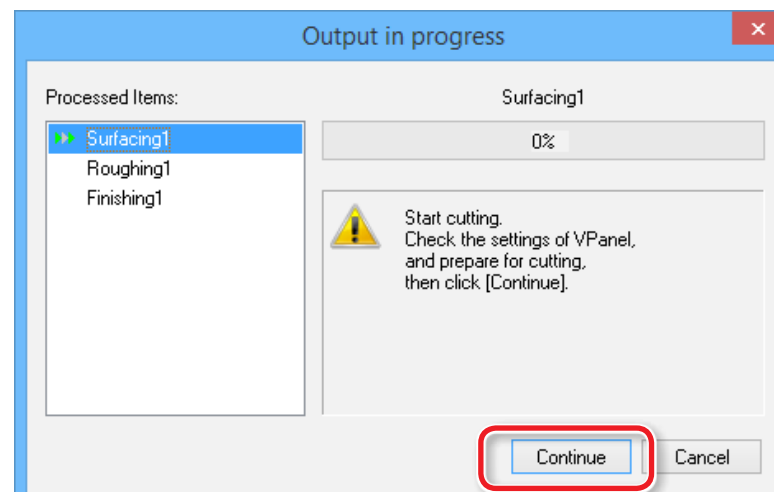 Output in progress
Processed Items:
Surfacing1
Roughing1
Finishing1
Surfacing1
0%
Start cutting.
Check the settings of VPanel,
and prepare for cutting,
then click [Continue].
Continue
Cancel